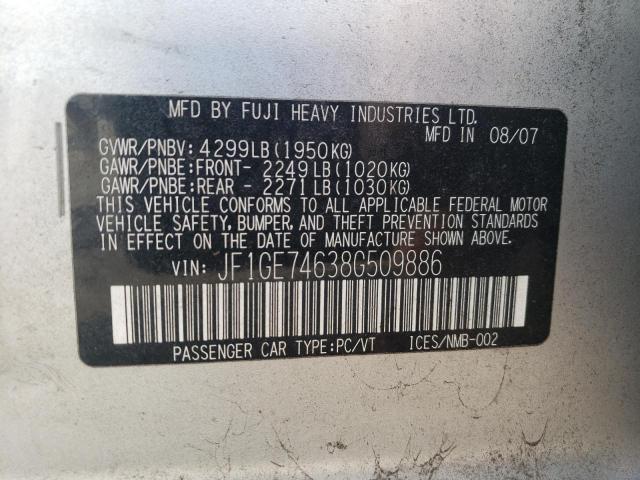 MFD BY FUJI HEAVY INDUSTRIES LTD.
MFD IN 08/07
GVWR/PNBV: 4299LB(1950KG)
GAWR/PNBE:FRONT- 2249LB(1020KG)
GAWR/PNBE:REAR - 2271LB(1030KG)
THIS VEHICLE CONFORMS TO ALL APPLICABLE FEDERAL MOTOR
VEHICLE SAFETY, BUMPER, AND THEFT PREVENTION STANDARDS
IN EFFECT ON THE DATE OF MANUFACTURE SHOWN ABOVE.
VIN: JF1GE74638G509886
PASSENGER CAR TYPE:PC/VT ICES/NMB-002